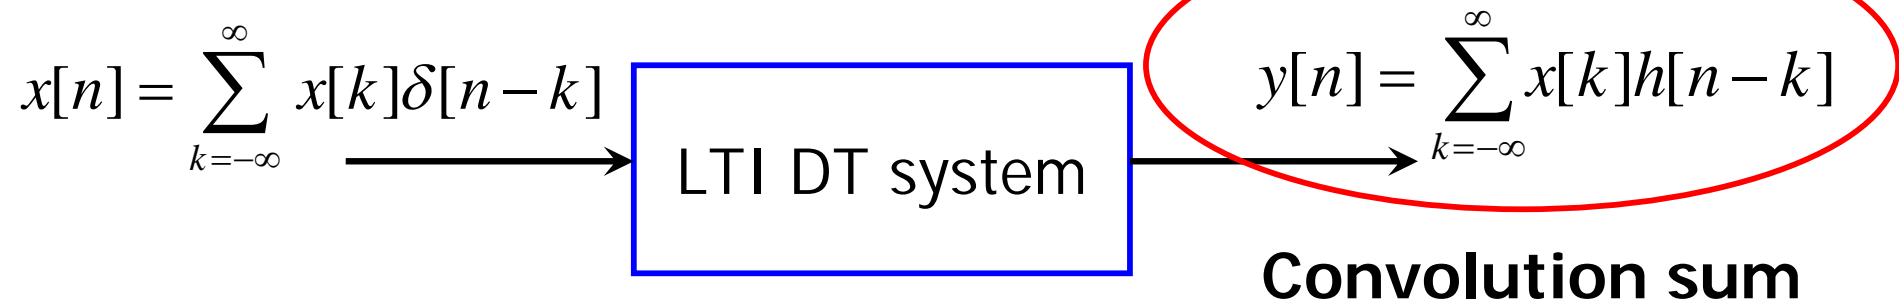 x[n] = ∑_{k=-∞}^{∞} x[k]δ[n - k]
LTI DT system
y[n] = ∑_{k=-∞}^{∞} x[k]h[n - k]
Convolution sum